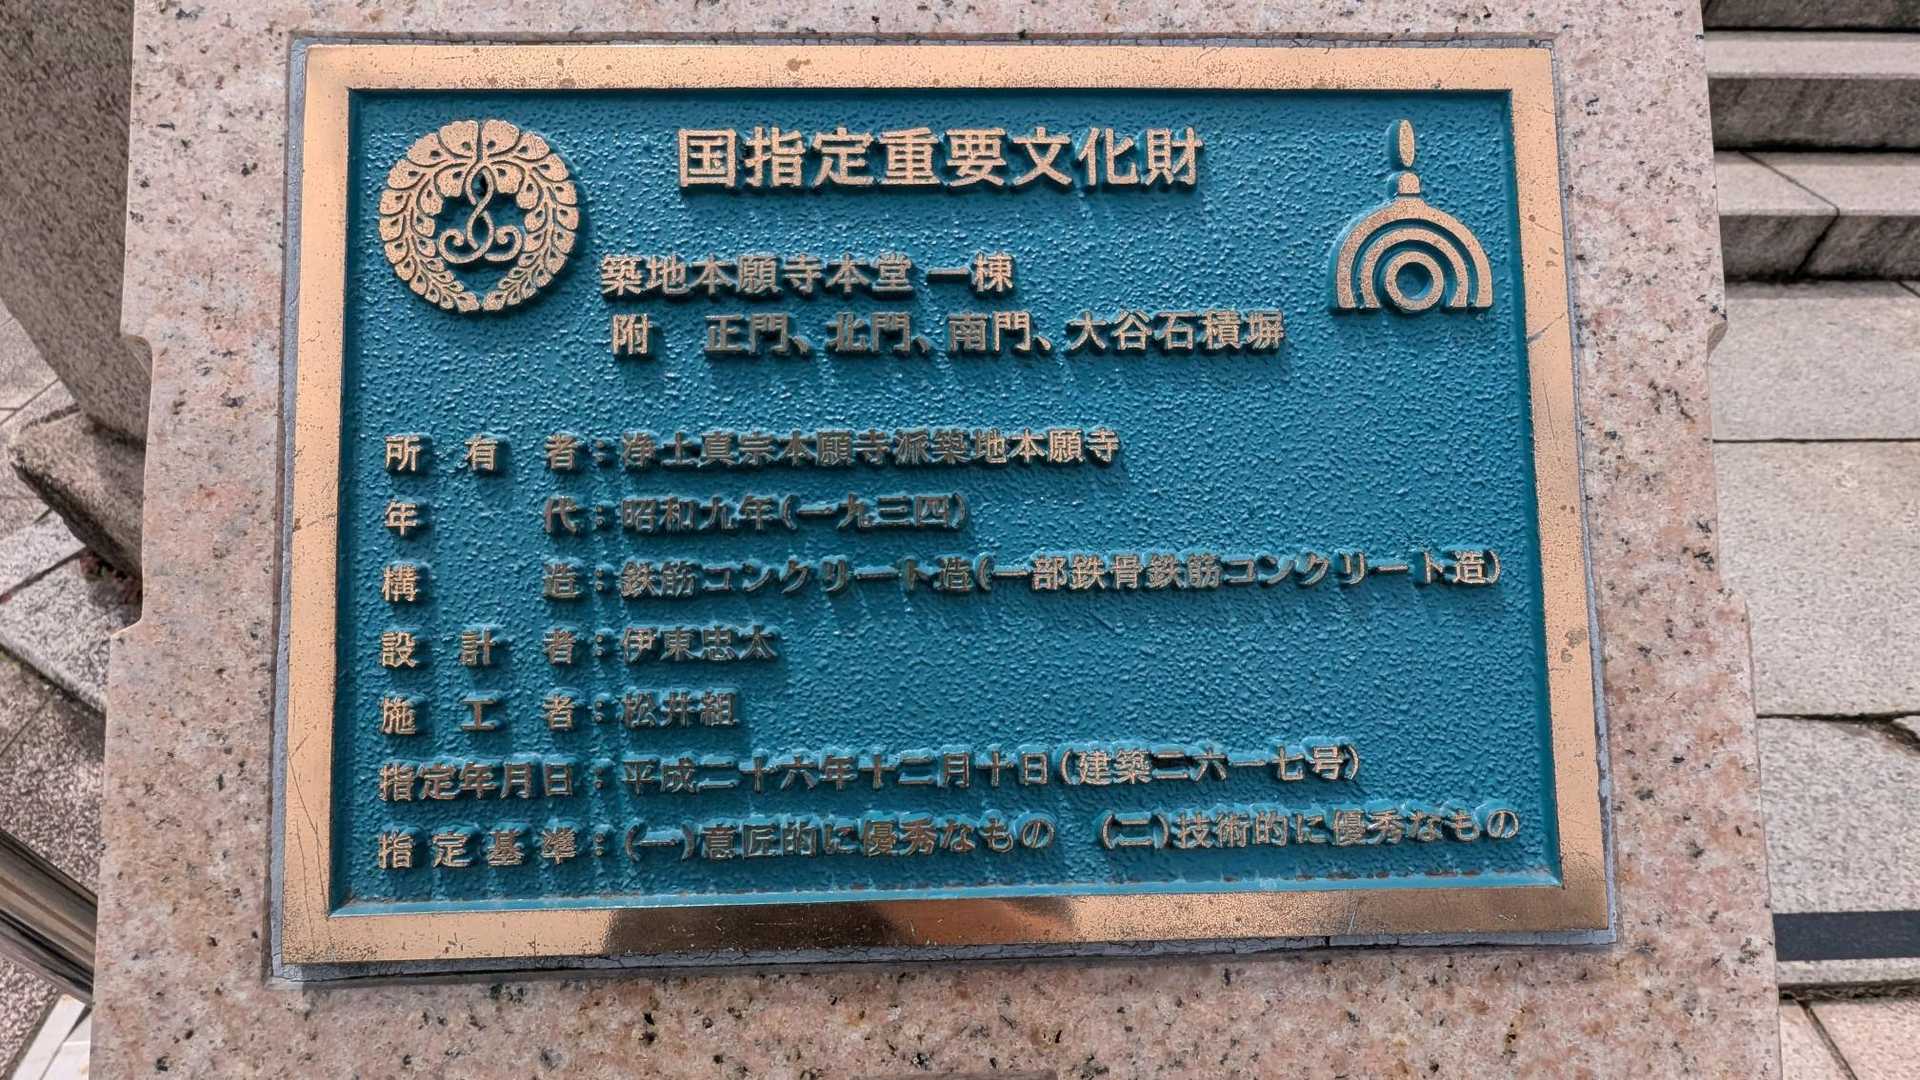 国指定重要文化財
築地本願寺本堂 一棟
附　正門、北門、南門、大谷石積塀
所有者：浄土真宗本願寺派築地本願寺
年代：昭和九年(一九三四)
構造：鉄筋コンクリート造(一部鉄骨鉄筋コンクリート造)
設計者：伊東忠太
施工者：松井組
指定年月日：平成二十六年十二月十日(建築二六一七号)
指定基準：(一)意匠的に優秀なもの　(二)技術的に優秀なもの